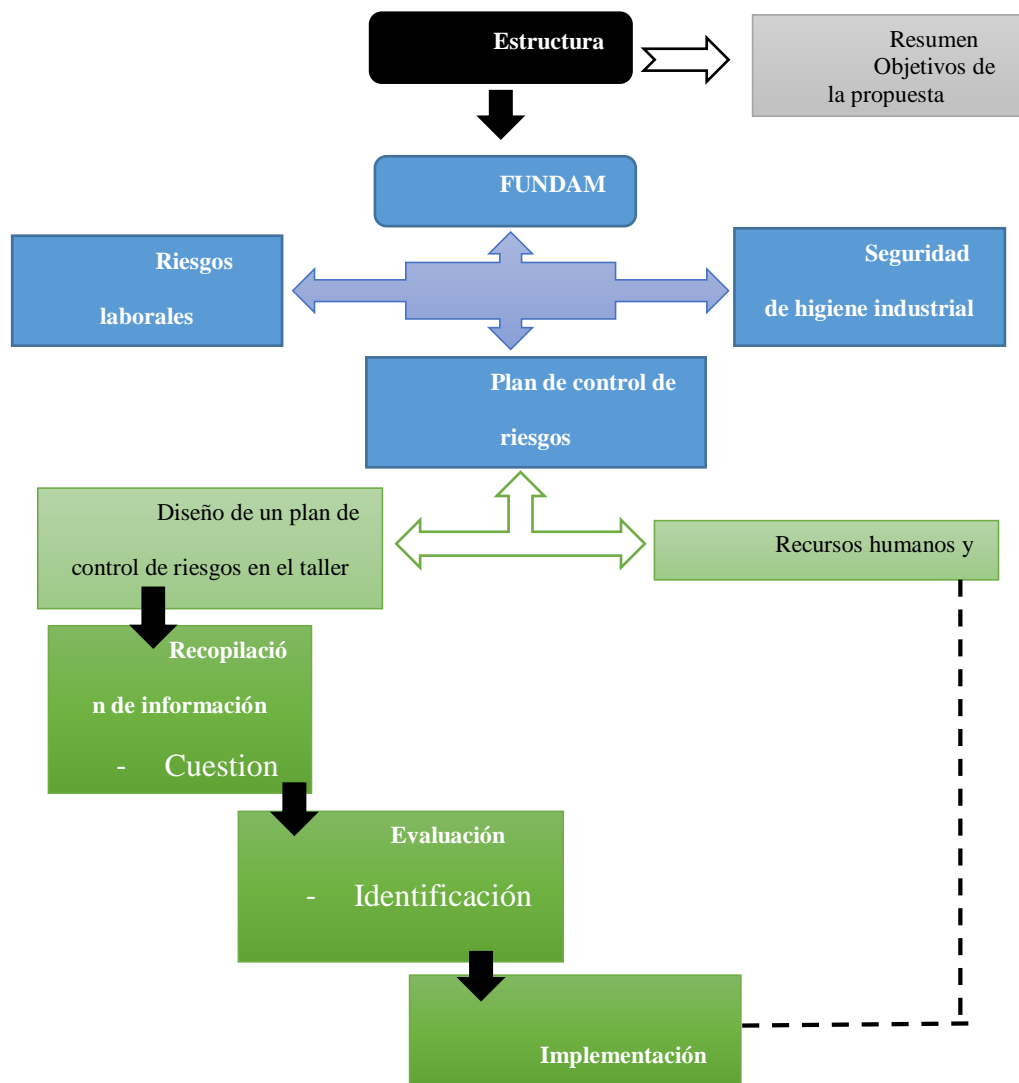 Estructura
Resumen
Objetivos de
la propuesta
FUNDAM
Riesgos
laborales
Seguridad
de higiene industrial
Plan de control de
riesgos
Diseño de un plan de
control de riesgos en el taller
Recursos humanos y
Recopilació
n de información
- Cuestion
Evaluación
- Identificación
Implementación